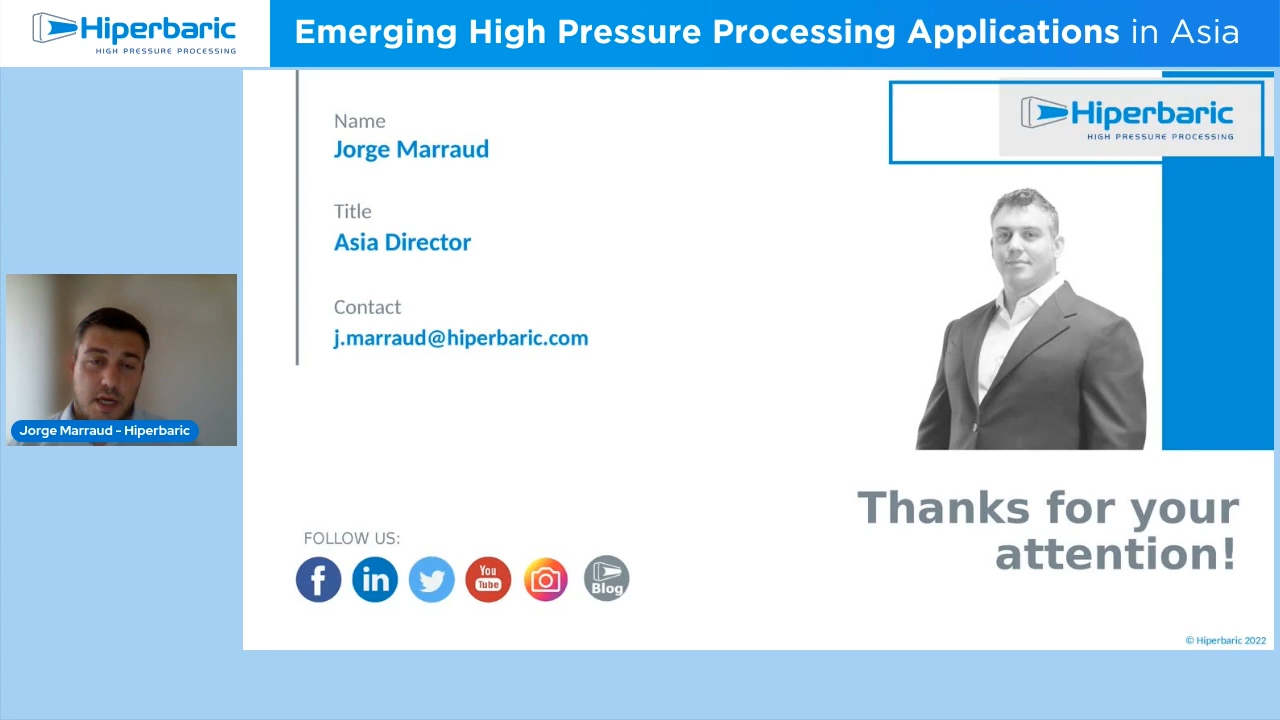 Hiperbaric
HIGH PRESSURE PROCESSING
Emerging High Pressure Processing Applications in Asia
Hiperbaric
HIGH PRESSURE PROCESSING
Name
Jorge Marraud
Title
Asia Director
Contact
j.marraud@hiperbaric.com
Jorge Marraud - Hiperbaric
Thanks for your
attention!
FOLLOW US:
f
in
You
Tube
Blog
© Hiperbaric 2022